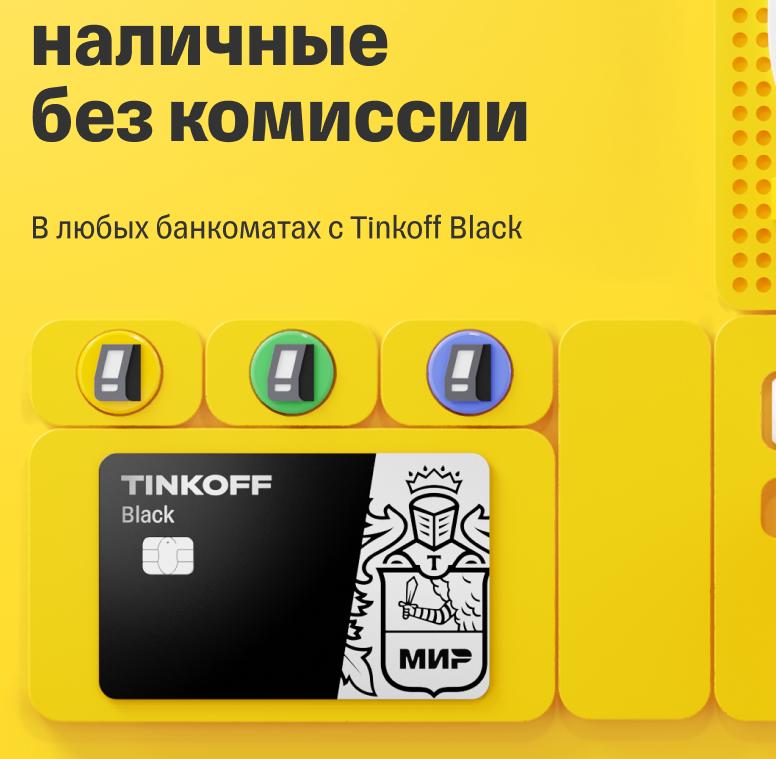 наличные
без комиссии
В любых банкоматах с Tinkoff Black
TINKOFF
Black
T
МИР